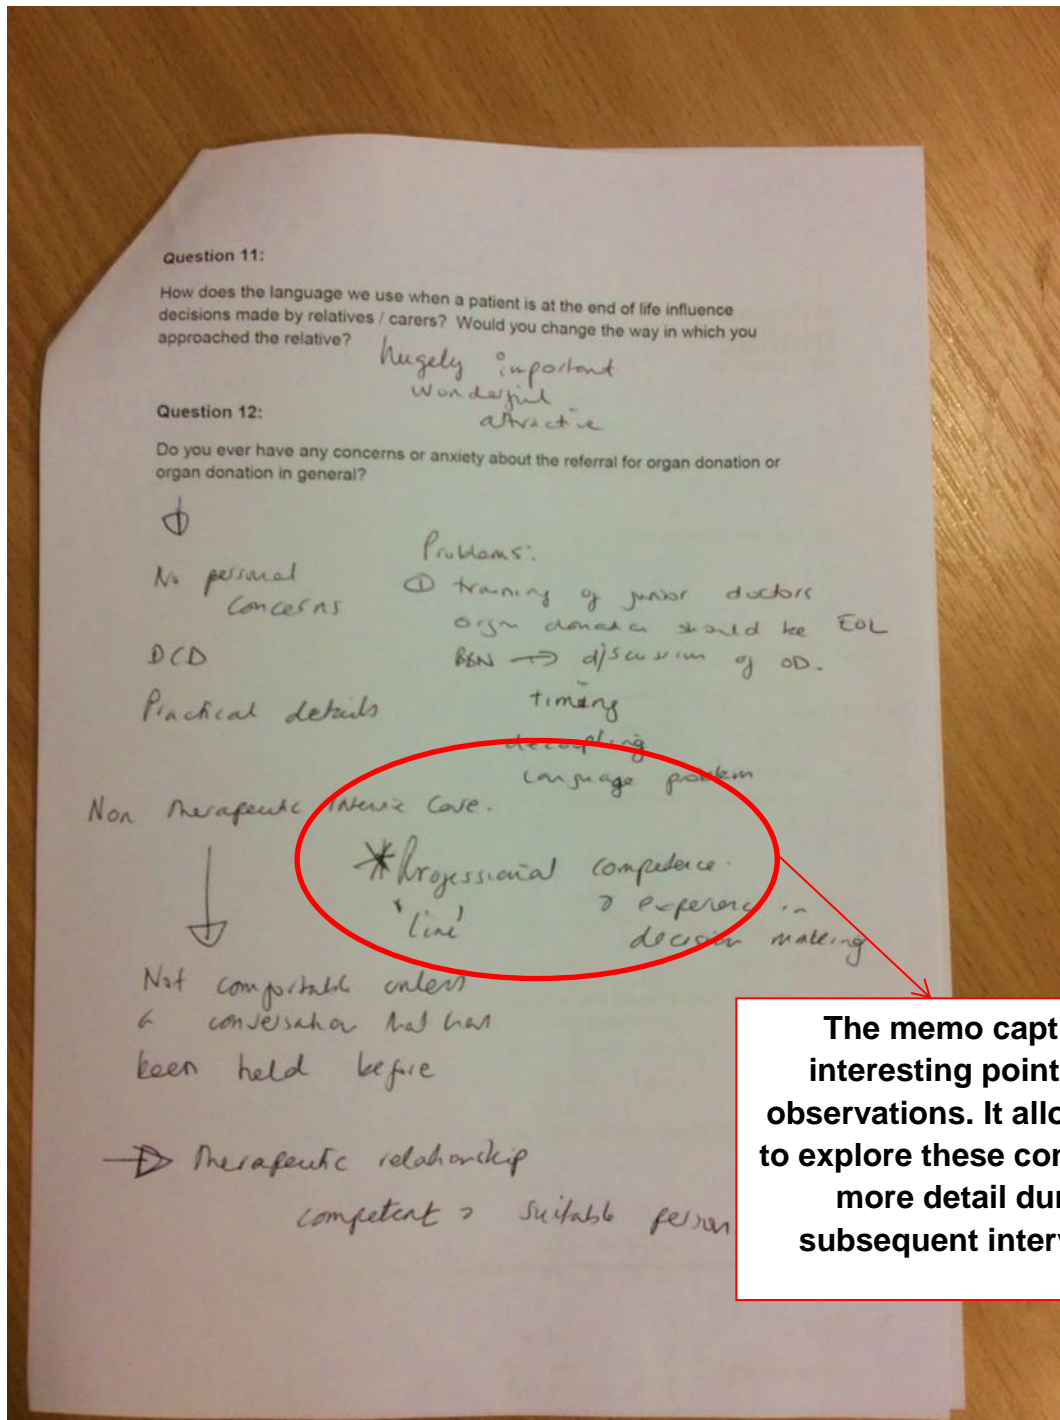 Question 11:
How does the language we use when a patient is at the end of life influence
decisions made by relatives / carers? Would you change the way in which you
approached the relative?
hugely important
wonderful
attractive
Question 12:
Do you ever have any concerns or anxiety about the referral for organ donation or
organ donation in general?
No personal
concerns
DCD
Practical details
Problems:
① training of junior doctors
organ donation should be EOL
→ discussion of OD.
timing
decoupling
language problem
Non therapeutic intensive care.
* Professional competence.
'line'
experience in
decision making
Not comfortable unless
a conversation that has
been held before
→ therapeutic relationship
competent > suitable person
The memo capt
interesting point
observations. It allo
to explore these con
more detail dur
subsequent interv